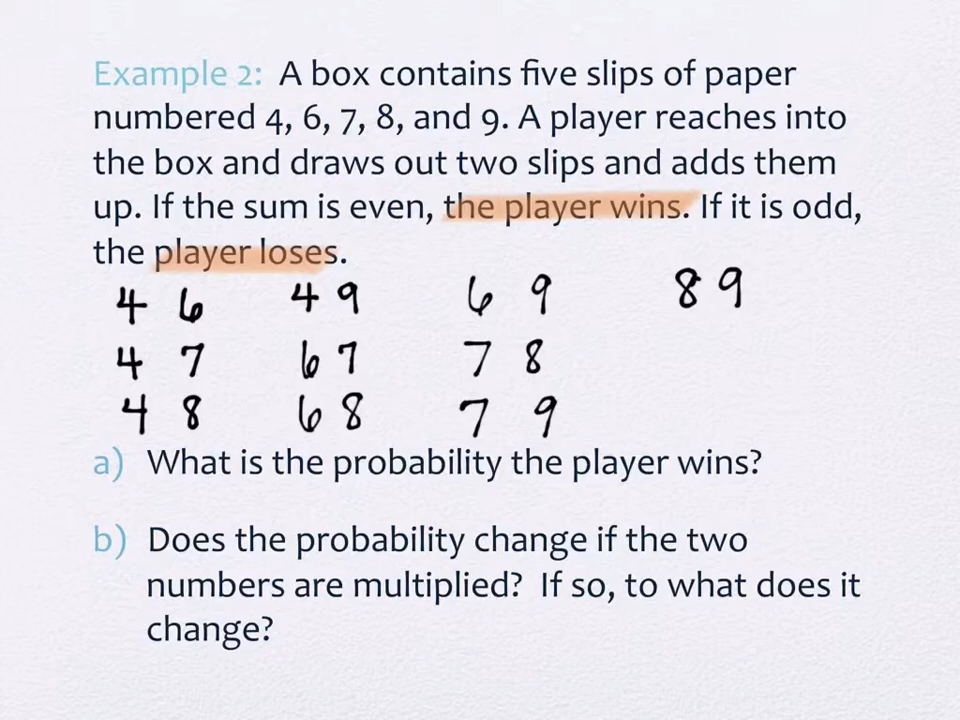 Example 2: A box contains five slips of paper
numbered 4, 6, 7, 8, and 9. A player reaches into
the box and draws out two slips and adds them
up. If the sum is even, the player wins. If it is odd,
the player loses.
4 6 4 9 6 9 8 9
4 7 6 7 7 8
4 8 6 8 7 9
a) What is the probability the player wins?
b) Does the probability change if the two
numbers are multiplied? If so, to what does it
change?